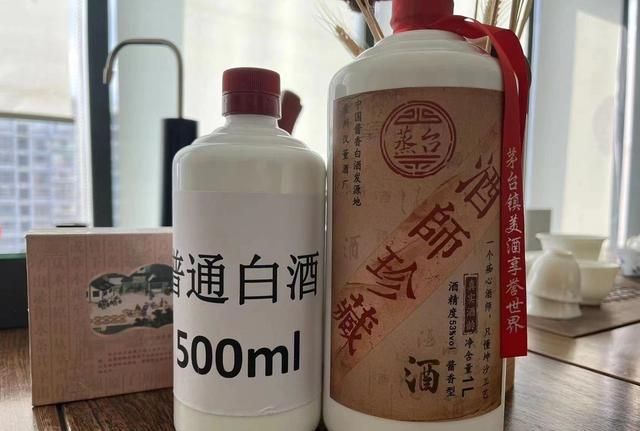 普通白酒
500ml
中国酱香白酒发源地
蒸台
酒師珍藏
一个扬心酒师，只懂坤沙工艺
酒精度53%vol
净含量1L
酱香型
酒
茅台镇美酒享誉世界